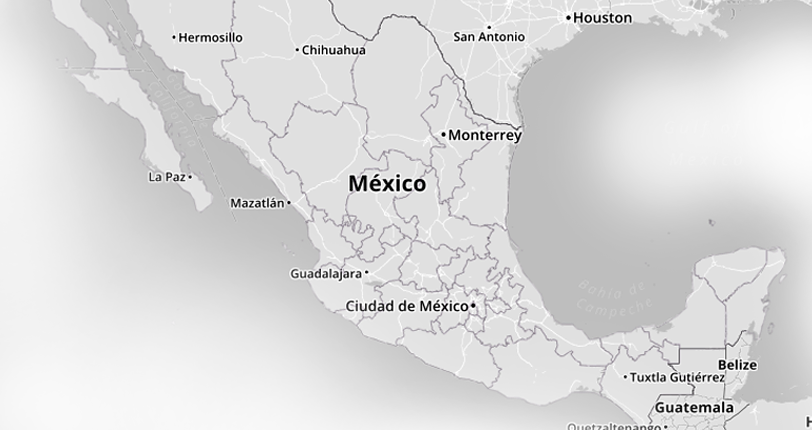 Houston
San Antonio
Hermosillo
Chihuahua
Monterrey
La Paz
México
Mazatlán
Guadalajara
Bahía de
Campeche
Ciudad de México
Belize
Tuxtla Gutiérrez
Guatemala
Quetzaltenango
H